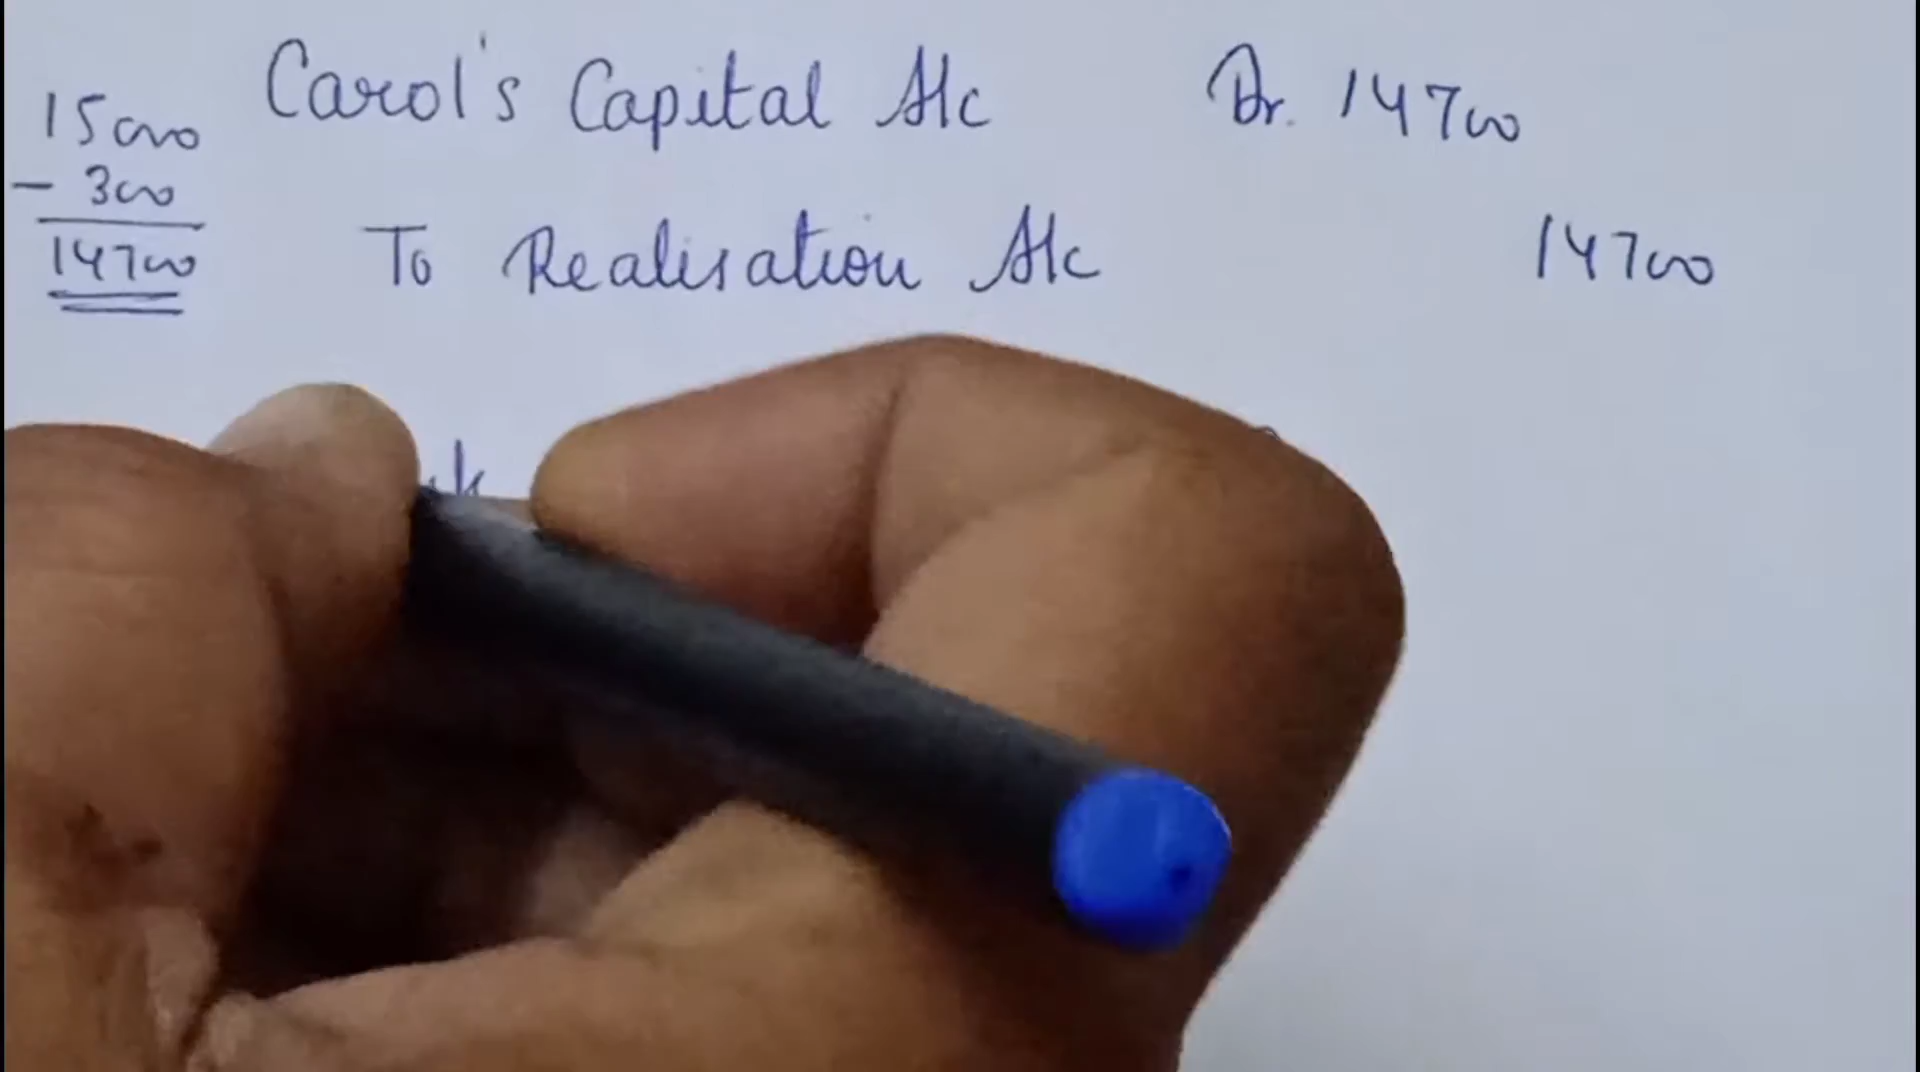 Carol's Capital A/c Dr. 14700
15000
- 300
14700
To Realisation A/c 14700